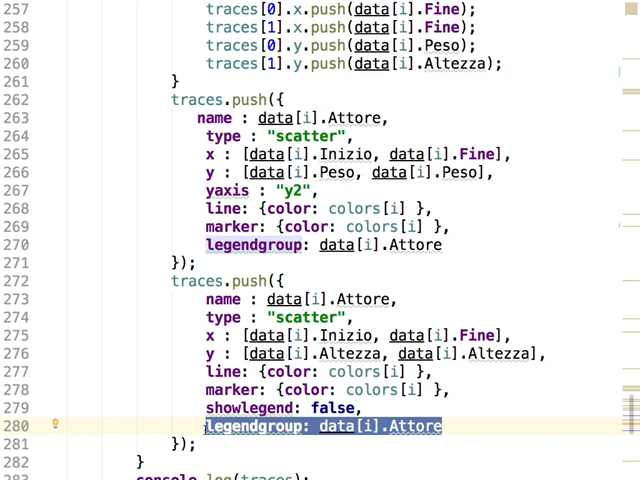 257 traces[0].x.push(data[i].Fine);
258 traces[1].x.push(data[i].Fine);
259 traces[0].y.push(data[i].Peso);
260 traces[1].y.push(data[i].Altezza);
261 }
262 traces.push({
263 name : data[i].Attore,
264 type : "scatter",
265 x : [data[i].Inizio, data[i].Fine],
266 y : [data[i].Peso, data[i].Peso],
267 yaxis : "y2",
268 line: {color: colors[i] },
269 marker: {color: colors[i] },
270 legendgroup: data[i].Attore
271 });
272 traces.push({
273 name : data[i].Attore,
274 type : "scatter",
275 x : [data[i].Inizio, data[i].Fine],
276 y : [data[i].Altezza, data[i].Altezza],
277 line: {color: colors[i] },
278 marker: {color: colors[i] },
279 showlegend: false,
280 legendgroup: data[i].Attore
281 });
282 }
283 console.log(traces);